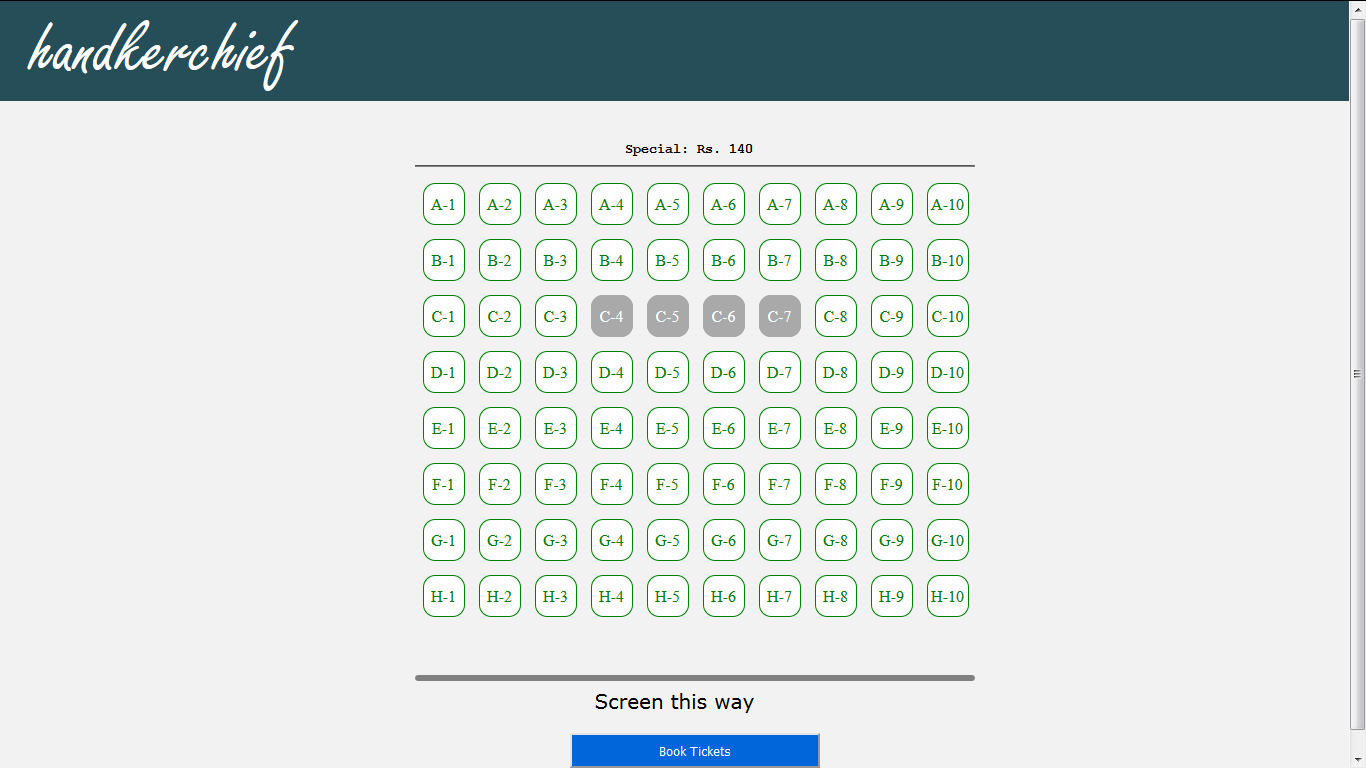 handkerchief
Special: Rs. 140
A-1 A-2 A-3 A-4 A-5 A-6 A-7 A-8 A-9 A-10
B-1 B-2 B-3 B-4 B-5 B-6 B-7 B-8 B-9 B-10
C-1 C-2 C-3 C-4 C-5 C-6 C-7 C-8 C-9 C-10
D-1 D-2 D-3 D-4 D-5 D-6 D-7 D-8 D-9 D-10
E-1 E-2 E-3 E-4 E-5 E-6 E-7 E-8 E-9 E-10
F-1 F-2 F-3 F-4 F-5 F-6 F-7 F-8 F-9 F-10
G-1 G-2 G-3 G-4 G-5 G-6 G-7 G-8 G-9 G-10
H-1 H-2 H-3 H-4 H-5 H-6 H-7 H-8 H-9 H-10
Screen this way
Book Tickets